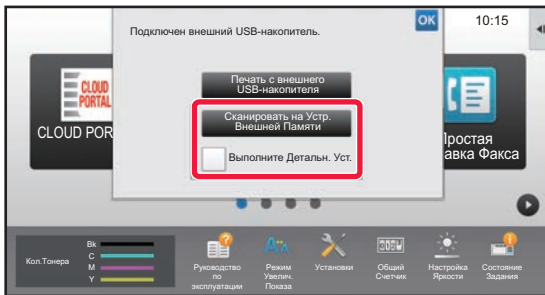 Подключен внешний USB-накопитель.
OK
10:15
Печать с внешнего
USB-накопителя
Сканировать на Устр.
Внешней Памяти
Выполните Детальн. Уст.
CLOUD
PORTAL
CLOUD POR
Простая
авка Факса
Кол.Тонера
Bk
C
M
Y
Руководство
по
эксплуатации
Режим
Увелич.
Показа
Установки
Общий
Счетчик
Настройка
Яркости
Состояние
Задания